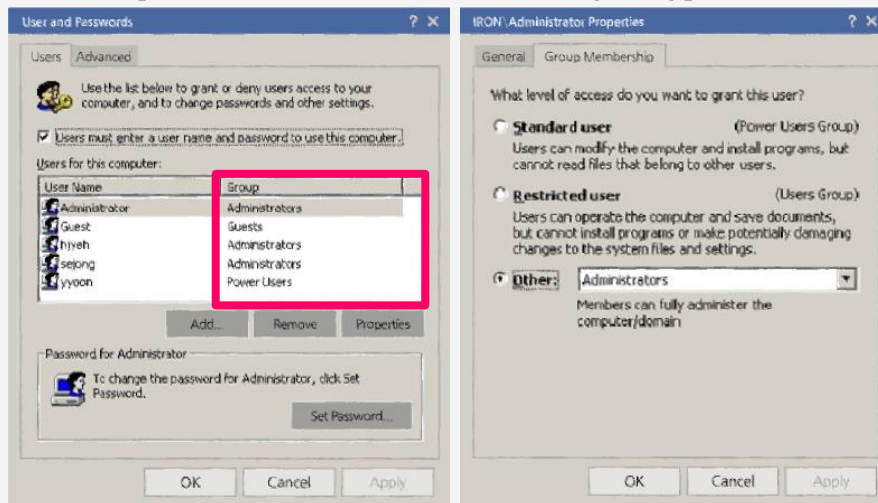 User and Passwords
Users Advanced
Use the list below to grant or deny users access to your
computer, and to change passwords and other settings.
Users must enter a user name and password to use this computer.
Users for this computer:
User Name Group
Administrator Administrators
Guest Guests
hjyeh Administrators
sejong Administrators
yyoon Power Users
Add... Remove Properties
Password for Administrator
To change the password for Administrator, click Set
Password.
Set Password...
OK Cancel Apply
IRON\Administrator Properties
General Group Membership
What level of access do you want to grant this user?
Standard user (Power Users Group)
Users can modify the computer and install programs, but
cannot read files that belong to other users.
Restricted user (Users Group)
Users can operate the computer and save documents,
but cannot install programs or make potentially damaging
changes to the system files and settings.
Other: Administrators
Members can fully administer the
computer/domain
OK Cancel Apply